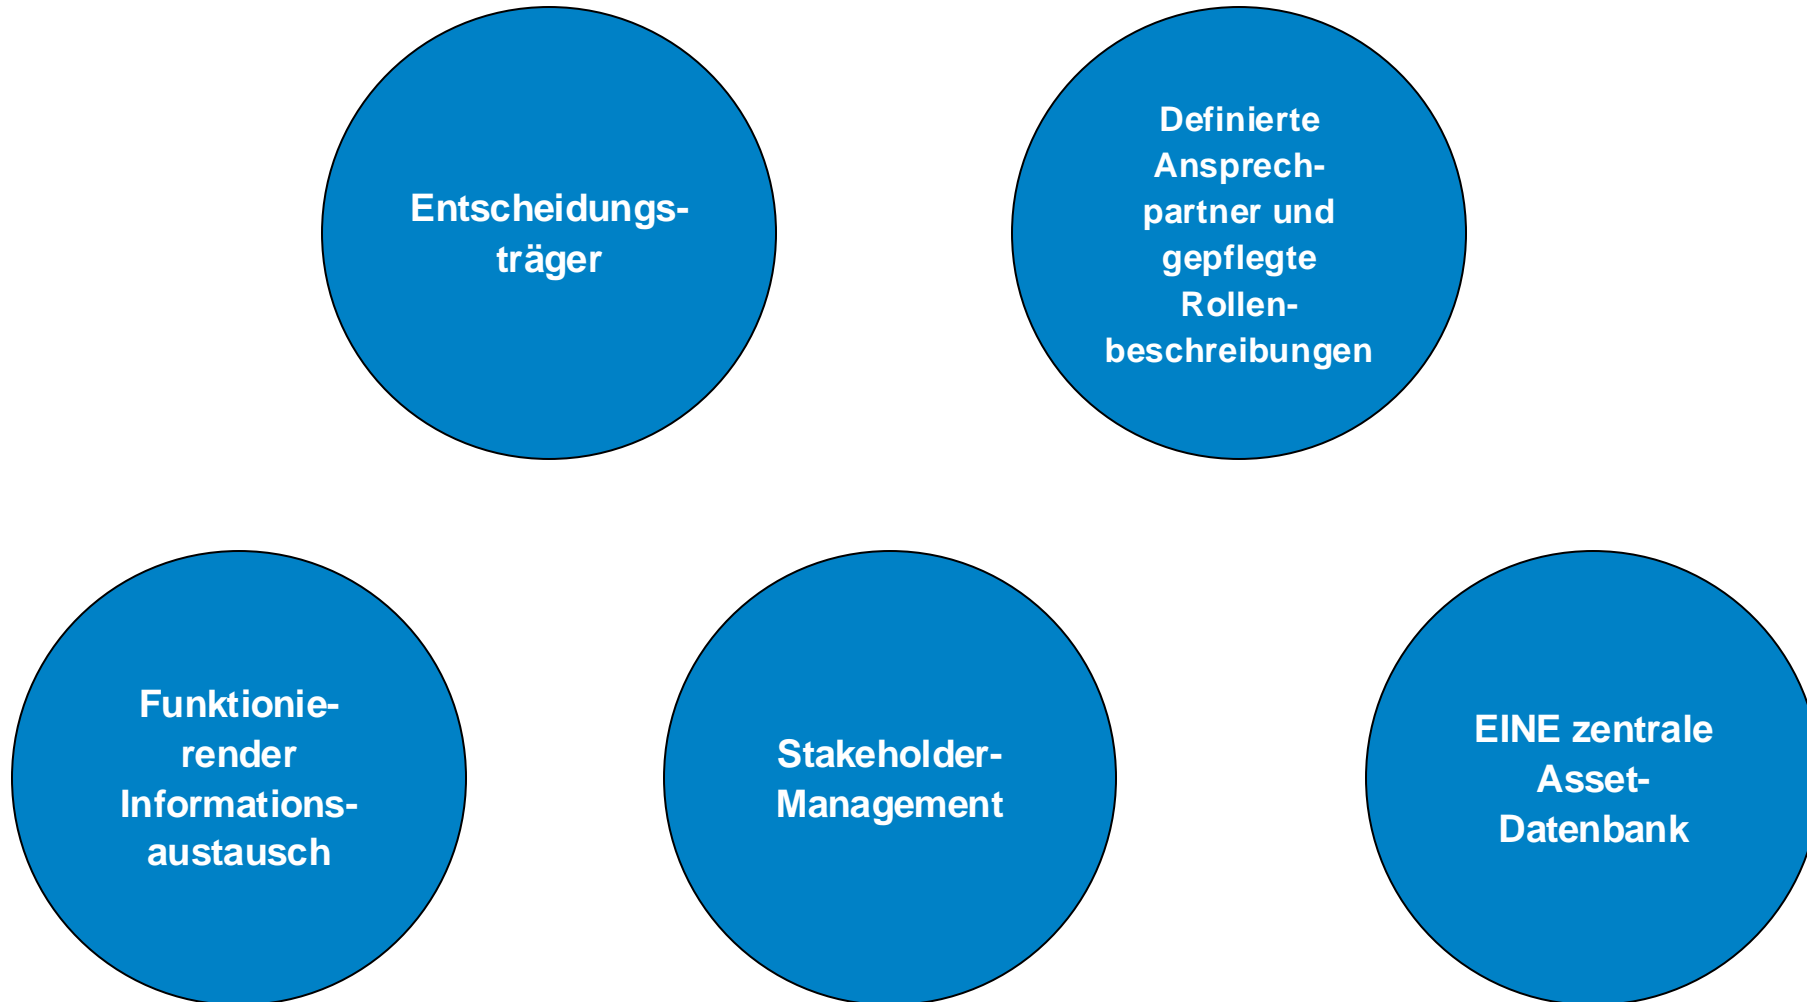 Entscheidungs-
träger
Definierte
Ansprech-
partner und
gepflegte
Rollen-
beschreibungen
Funktionie-
render
Informations-
austausch
Stakeholder-
Management
EINE zentrale
Asset-
Datenbank